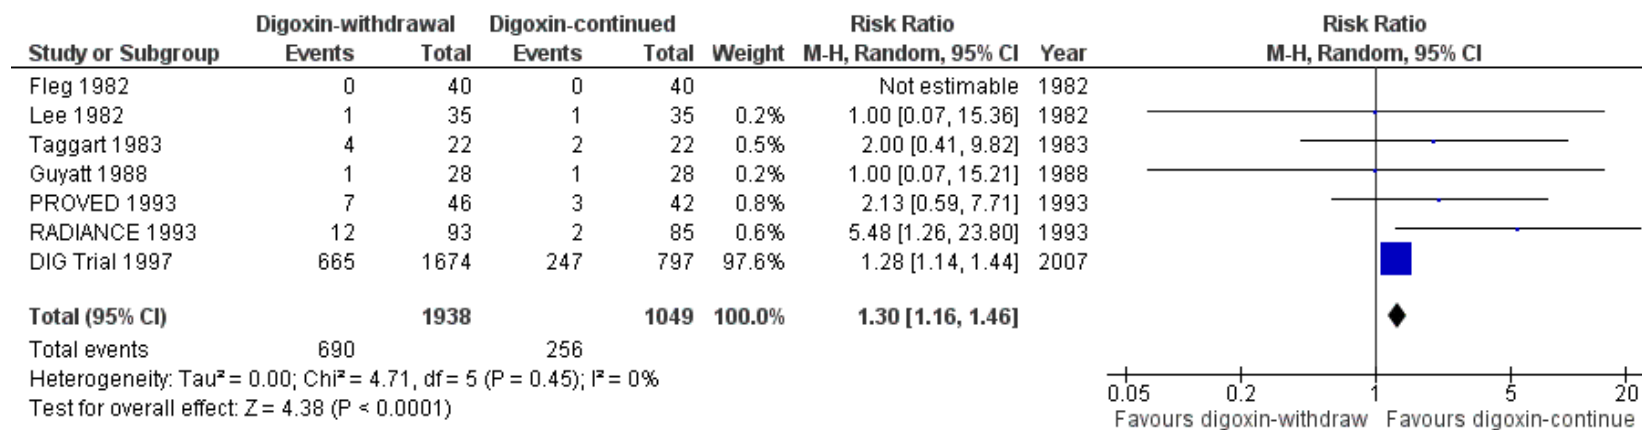 Digoxin-withdrawal Digoxin-continued Risk Ratio Risk Ratio
Study or Subgroup Events Total Events Total Weight M-H, Random, 95% CI Year M-H, Random, 95% CI
Fleg 1982 0 40 0 40 Not estimable 1982
Lee 1982 1 35 1 35 0.2% 1.00 [0.07, 15.36] 1982
Taggart 1983 4 22 2 22 0.5% 2.00 [0.41, 9.82] 1983
Guyatt 1988 1 28 1 28 0.2% 1.00 [0.07, 15.21] 1988
PROVED 1993 7 46 3 42 0.8% 2.13 [0.59, 7.71] 1993
RADIANCE 1993 12 93 2 85 0.6% 5.48 [1.26, 23.80] 1993
DIG Trial 1997 665 1674 247 797 97.6% 1.28 [1.14, 1.44] 2007
Total (95% CI) 1938 1049 100.0% 1.30 [1.16, 1.46]
Total events 690 256
Heterogeneity: Tau² = 0.00; Chi² = 4.71, df = 5 (P = 0.45); I² = 0%
Test for overall effect: Z = 4.38 (P < 0.0001)
0.05 0.2 1 5 20
Favours digoxin-withdraw Favours digoxin-continue